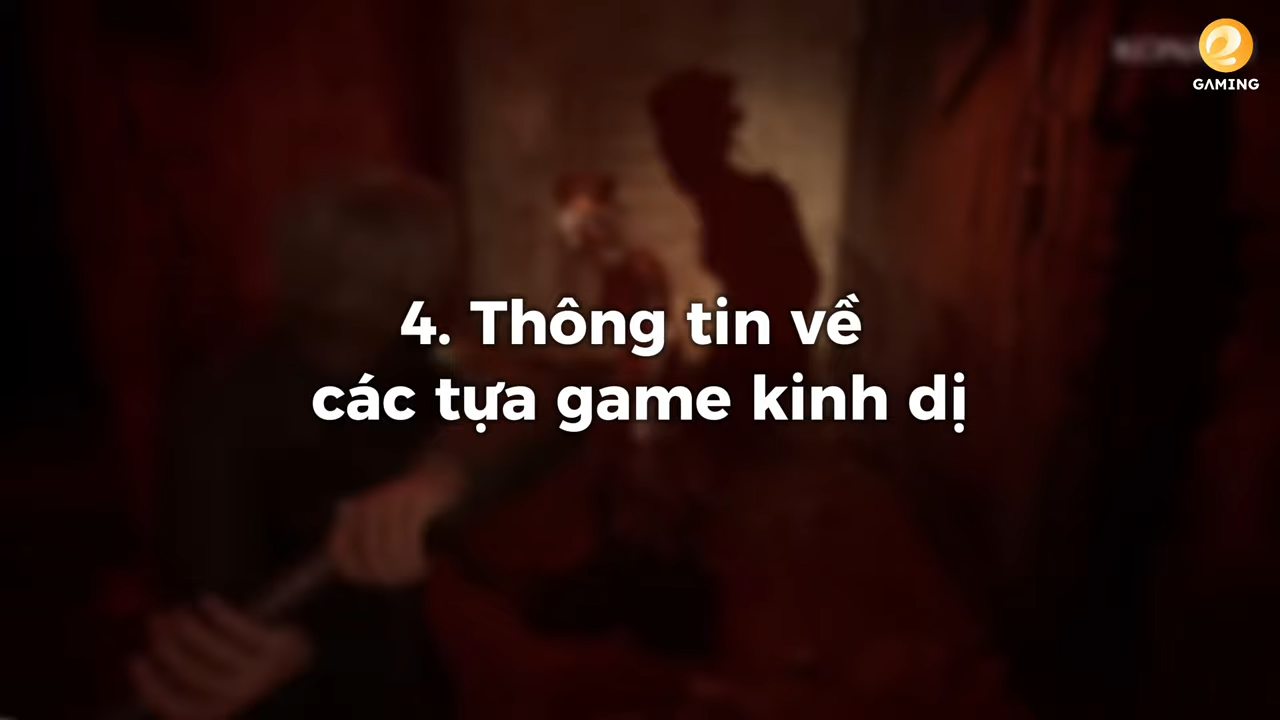 GAMING
4. Thông tin về
các tựa game kinh dị